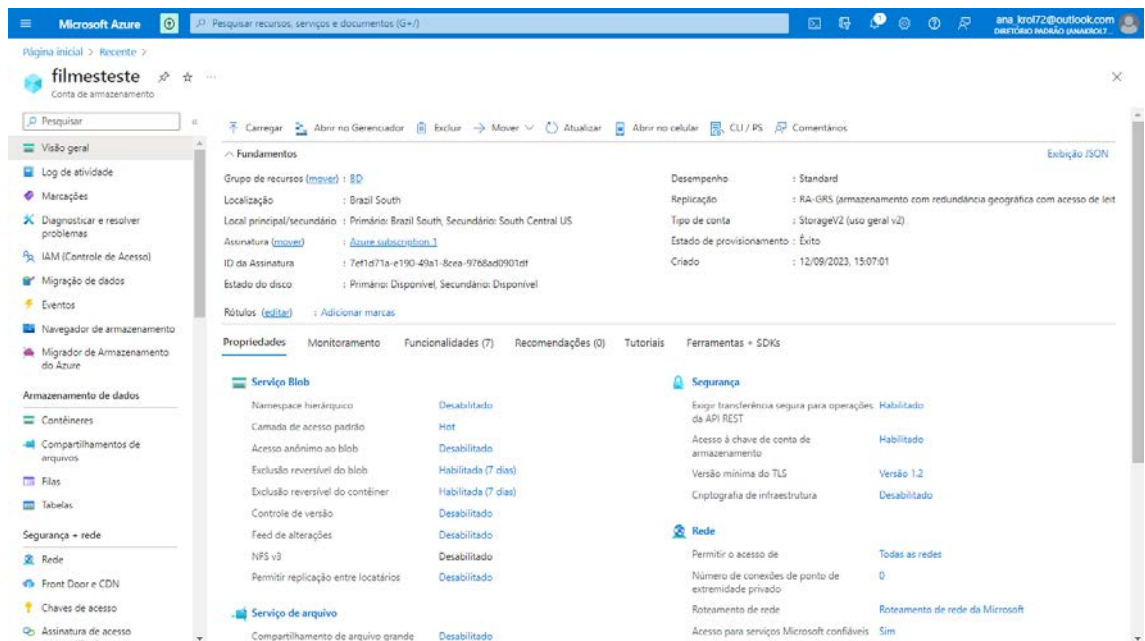 Microsoft Azure
Pesquisar recursos, serviços e documentos (G+/)
ana_krol72@outlook.com
DIRETÓRIO PADRÃO (ANAKROL7...
Página inicial > Recente >
filmesteste
Conta de armazenamento
Pesquisar
Visão geral
Log de atividade
Marcações
Diagnosticar e resolver
problemas
IAM (Controle de Acesso)
Migração de dados
Eventos
Navegador de armazenamento
Migrador de Armazenamento
do Azure
Armazenamento de dados
Contêineres
Compartilhamentos de
arquivos
Filas
Tabelas
Segurança + rede
Rede
Front Door e CDN
Chaves de acesso
Assinatura de acesso
Carregar Abrir no Gerenciador Excluir Mover Atualizar Abrir no celular CLI / PS Comentários
Fundamentos
Exibição JSON
Grupo de recursos (mover) : BD
Localização : Brazil South
Local principal/secundário : Primário: Brazil South, Secundário: South Central US
Assinatura (mover) : Azure subscription 1
ID da Assinatura : 7ef1d71a-e190-49a1-8cea-9768ad0901df
Estado do disco : Primário: Disponível, Secundário: Disponível
Rótulos (editar) : Adicionar marcas
Desempenho : Standard
Replicação : RA-GRS (armazenamento com redundância geográfica com acesso de leit
Tipo de conta : StorageV2 (uso geral v2)
Estado de provisionamento : Êxito
Criado : 12/09/2023, 15:07:01
Propriedades Monitoramento Funcionalidades (7) Recomendações (0) Tutoriais Ferramentas + SDKs
Serviço Blob
Namespace hierárquico Desabilitado
Camada de acesso padrão Hot
Acesso anônimo ao blob Desabilitado
Exclusão reversível do blob Habilitada (7 dias)
Exclusão reversível do contêiner Habilitada (7 dias)
Controle de versão Desabilitado
Feed de alterações Desabilitado
NFS v3 Desabilitado
Permitir replicação entre locatários Desabilitado
Serviço de arquivo
Compartilhamento de arquivo grande Desabilitado
Segurança
Exigir transferência segura para operações Habilitado
da API REST
Acesso à chave de conta de Habilitado
armazenamento
Versão mínima do TLS Versão 1.2
Criptografia de infraestrutura Desabilitado
Rede
Permitir o acesso de Todas as redes
Número de conexões de ponto de 0
extremidade privado
Roteamento de rede Roteamento de rede da Microsoft
Acesso para serviços Microsoft confiáveis Sim